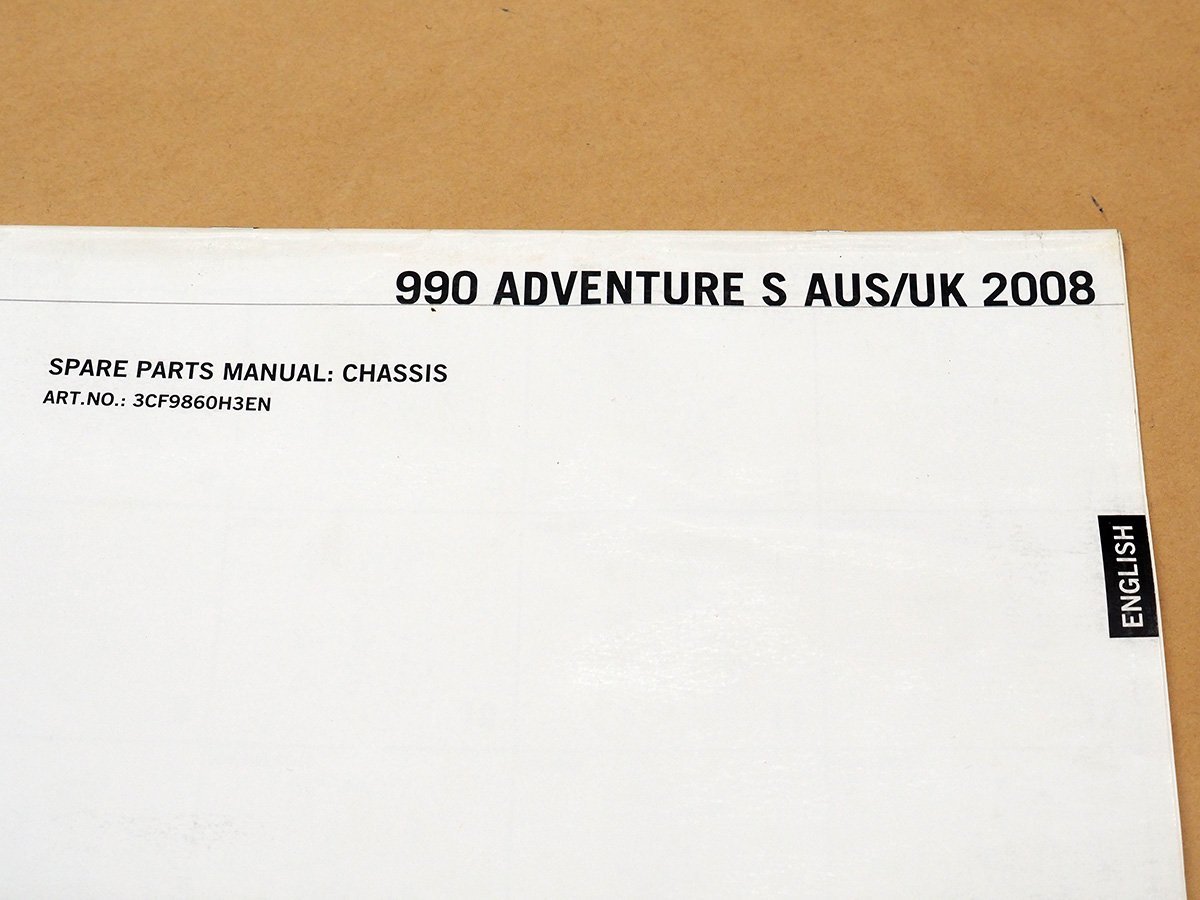 990 ADVENTURE S AUS/UK 2008
SPARE PARTS MANUAL: CHASSIS
ART.NO.: 3CF9860H3EN
ENGLISH